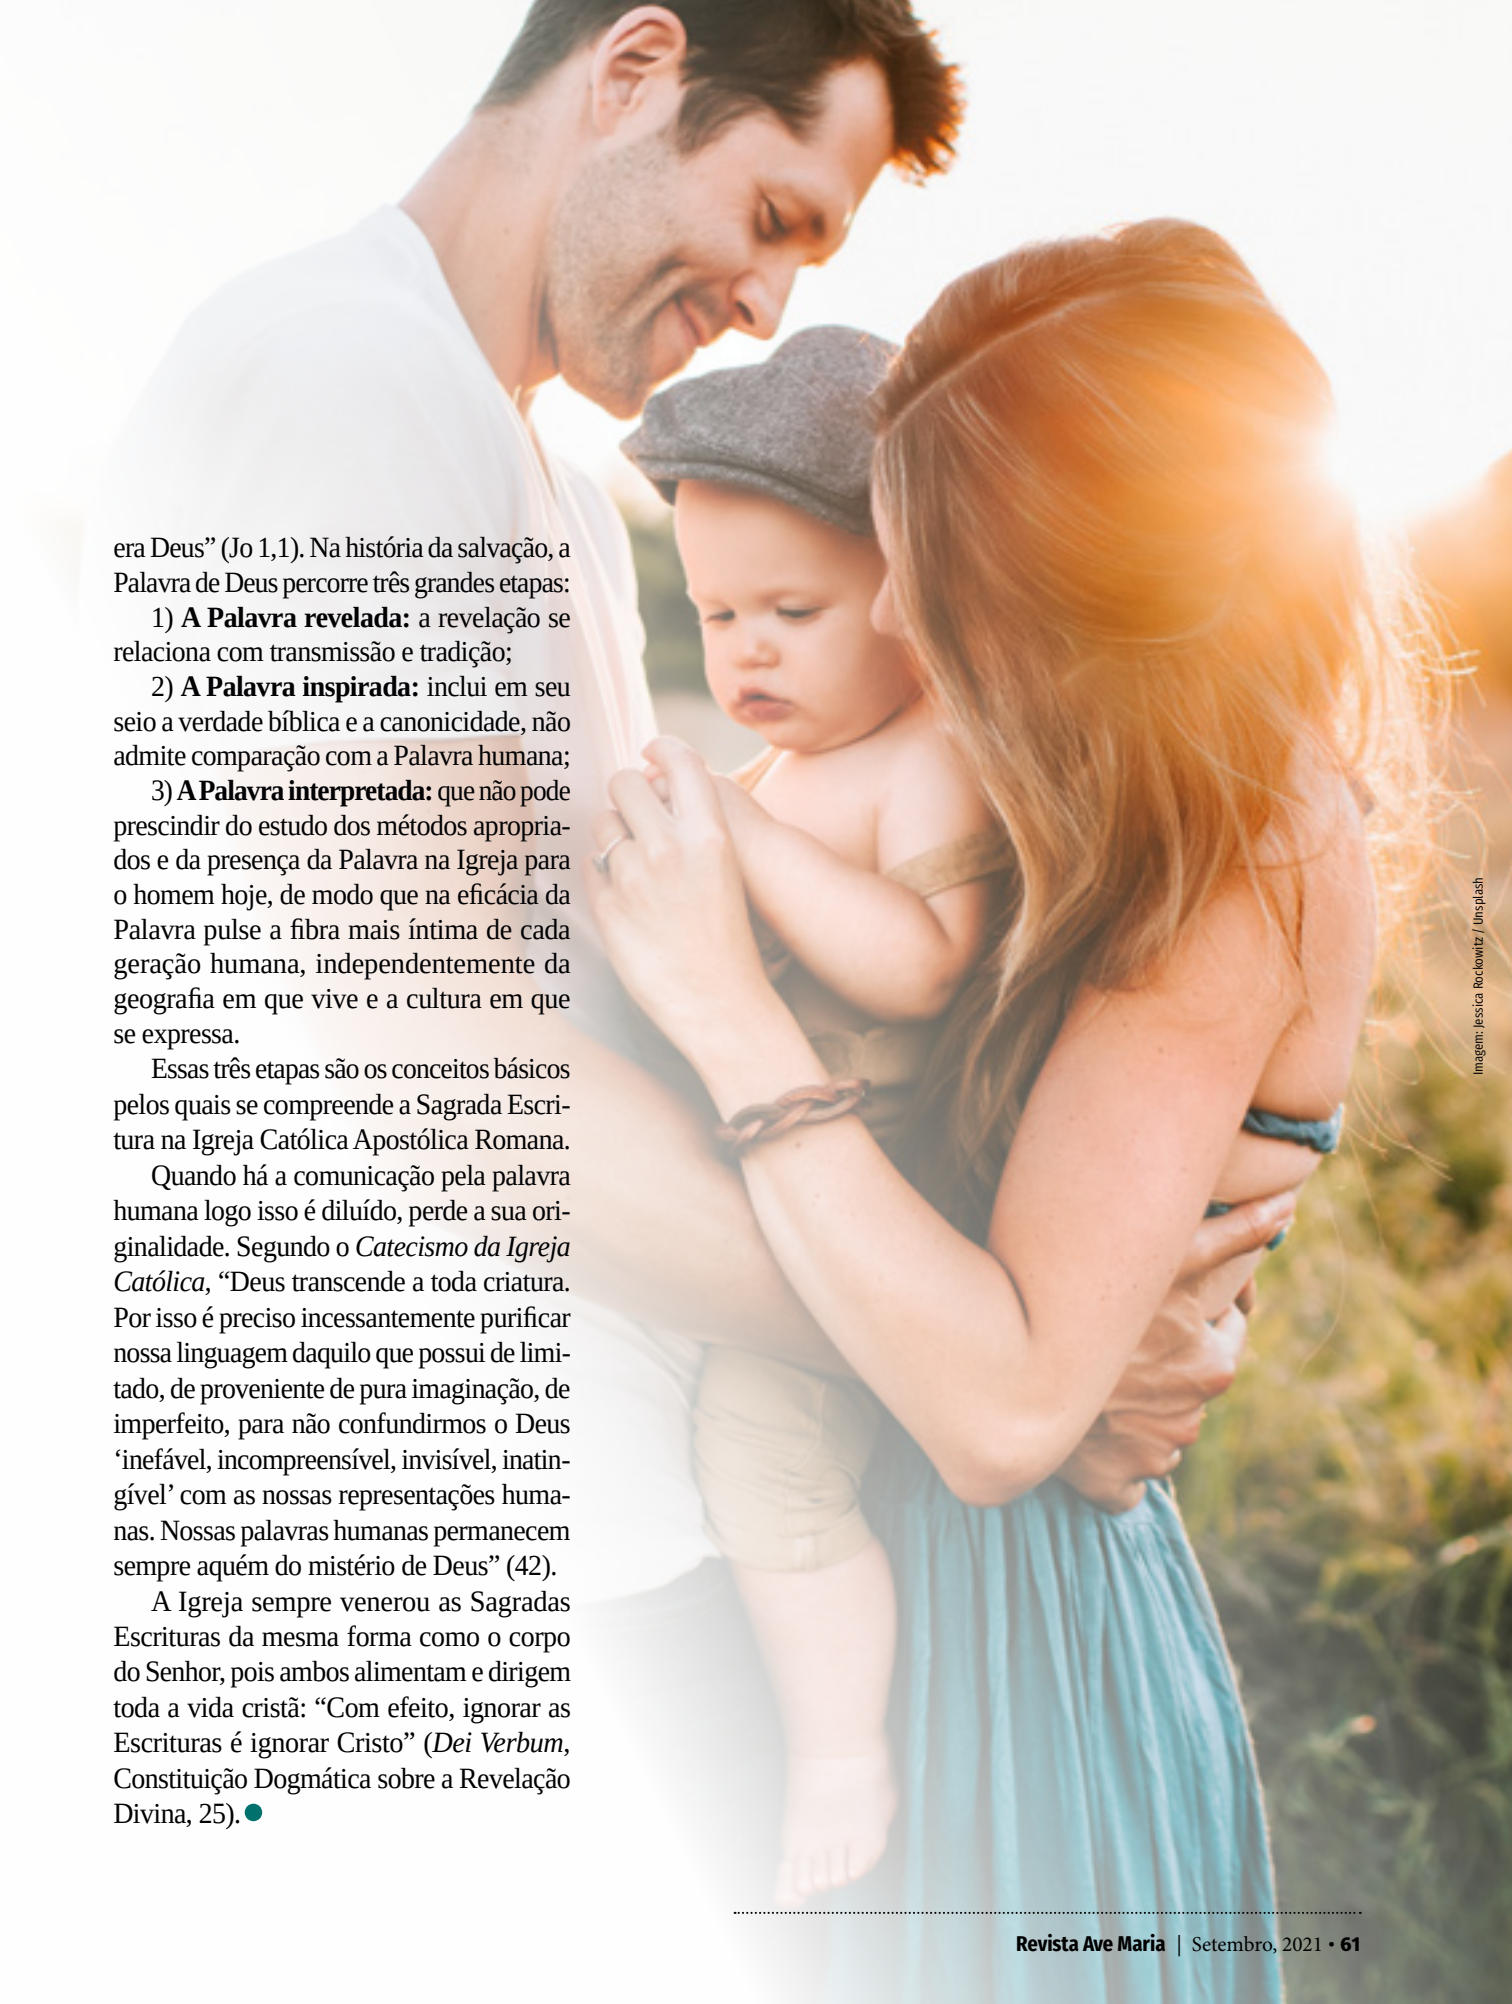 era Deus” (Jo 1,1). Na história da salvação, a
Palavra de Deus percorre três grandes etapas:
1) A Palavra revelada: a revelação se
relaciona com transmissão e tradição;
2) A Palavra inspirada: inclui em seu
seio a verdade bíblica e a canonicidade, não
admite comparação com a Palavra humana;
3) A Palavra interpretada: que não pode
prescindir do estudo dos métodos apropria-
dos e da presença da Palavra na Igreja para
o homem hoje, de modo que na eficácia da
Palavra pulse a fibra mais íntima de cada
geração humana, independentemente da
geografia em que vive e a cultura em que
se expressa.
Essas três etapas são os conceitos básicos
pelos quais se compreende a Sagrada Escri-
tura na Igreja Católica Apostólica Romana.
Quando há a comunicação pela palavra
humana logo isso é diluído, perde a sua ori-
ginalidade. Segundo o Catecismo da Igreja
Católica, “Deus transcende a toda criatura.
Por isso é preciso incessantemente purificar
nossa linguagem daquilo que possui de limi-
tado, de proveniente de pura imaginação, de
imperfeito, para não confundirmos o Deus
‘inefável, incompreensível, invisível, inatin-
gível’ com as nossas representações huma-
nas. Nossas palavras humanas permanecem
sempre aquém do mistério de Deus” (42).
A Igreja sempre venerou as Sagradas
Escrituras da mesma forma como o corpo
do Senhor, pois ambos alimentam e dirigem
toda a vida cristã: “Com efeito, ignorar as
Escrituras é ignorar Cristo” (Dei Verbum,
Constituição Dogmática sobre a Revelação
Divina, 25).
Imagem: Jessica Rockowitz / Unsplash
Revista Ave Maria | Setembro, 2021 • 61